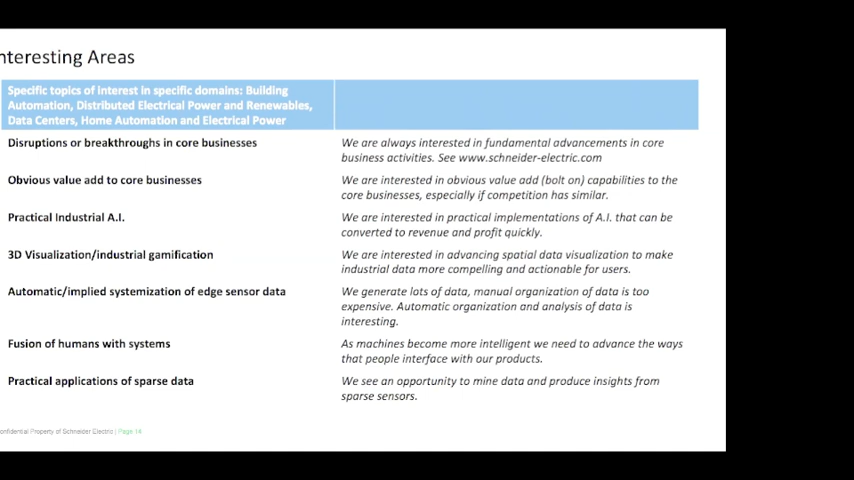 nteresting Areas
Specific topics of interest in specific domains: Building
Automation, Distributed Electrical Power and Renewables,
Data Centers, Home Automation and Electrical Power
Disruptions or breakthroughs in core businesses
We are always interested in fundamental advancements in core
business activities. See www.schneider-electric.com
Obvious value add to core businesses
We are interested in obvious value add (bolt on) capabilities to the
core businesses, especially if competition has similar.
Practical Industrial A.I.
We are interested in practical implementations of A.I. that can be
converted to revenue and profit quickly.
3D Visualization/industrial gamification
We are interested in advancing spatial data visualization to make
industrial data more compelling and actionable for users.
Automatic/implied systemization of edge sensor data
We generate lots of data, manual organization of data is too
expensive. Automatic organization and analysis of data is
interesting.
Fusion of humans with systems
As machines become more intelligent we need to advance the ways
that people interface with our products.
Practical applications of sparse data
We see an opportunity to mine data and produce insights from
sparse sensors.
onfidential Property of Schneider Electric | Page 14